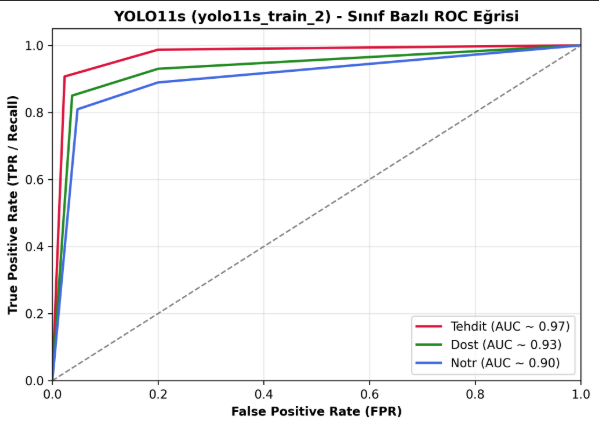 YOLO11s (yolo11s_train_2) - Sınıf Bazlı ROC Eğrisi
True Positive Rate (TPR / Recall)
1.0
0.8
0.6
0.4
0.2
0.0
Tehdit (AUC ~ 0.97)
Dost (AUC ~ 0.93)
Notr (AUC ~ 0.90)
0.0 0.2 0.4 0.6 0.8 1.0
False Positive Rate (FPR)